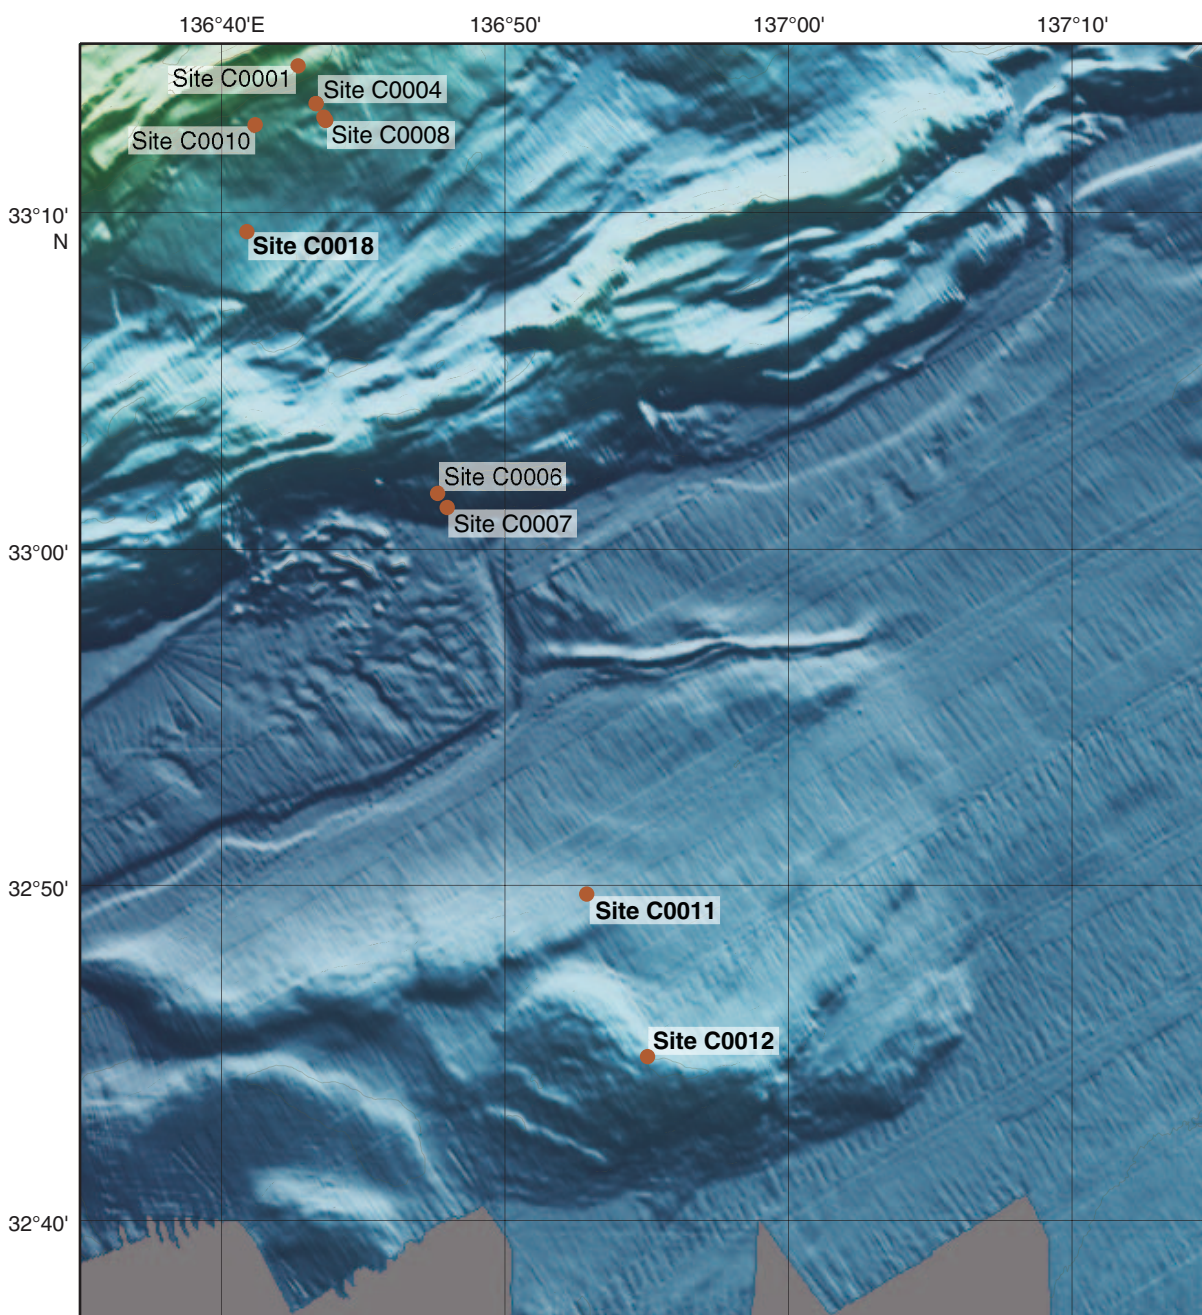 136°40'E 136°50' 137°00' 137°10'
Site C0001
Site C0004
Site C0010
Site C0008
33°10'
N
Site C0018
Site C0006
Site C0007
33°00'
32°50'
Site C0011
Site C0012
32°40'